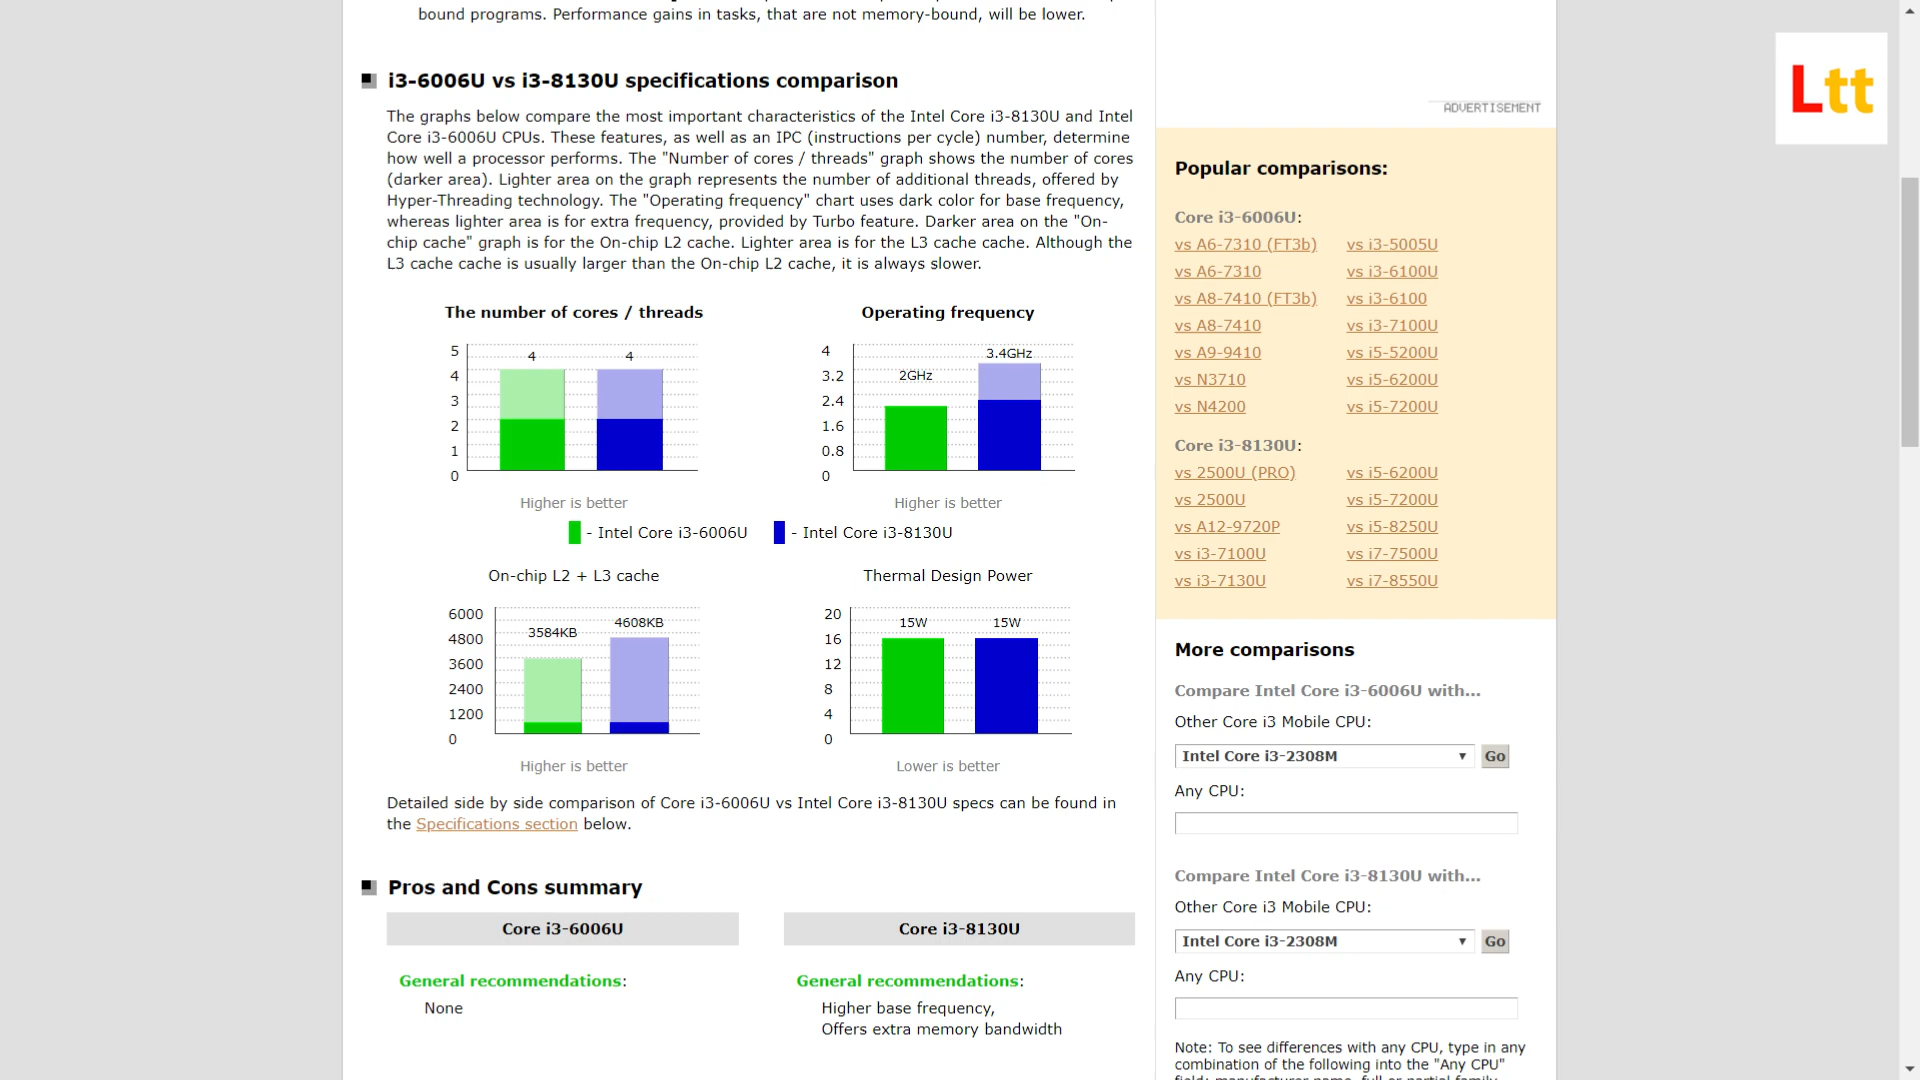 bound programs. Performance gains in tasks, that are not memory-bound, will be lower.
i3-6006U vs i3-8130U specifications comparison
The graphs below compare the most important characteristics of the Intel Core i3-8130U and Intel
Core i3-6006U CPUs. These features, as well as an IPC (instructions per cycle) number, determine
how well a processor performs. The "Number of cores / threads" graph shows the number of cores
(darker area). Lighter area on the graph represents the number of additional threads, offered by
Hyper-Threading technology. The "Operating frequency" chart uses dark color for base frequency,
whereas lighter area is for extra frequency, provided by Turbo feature. Darker area on the "On-
chip cache" graph is for the On-chip L2 cache. Lighter area is for the L3 cache cache. Although the
L3 cache cache is usually larger than the On-chip L2 cache, it is always slower.
The number of cores / threads
5
4
3
2
1
0
4
4
Higher is better
Operating frequency
4
3.2
2.4
1.6
0.8
0
2GHz
3.4GHz
Higher is better
- Intel Core i3-6006U
- Intel Core i3-8130U
On-chip L2 + L3 cache
6000
4800
3600
2400
1200
0
3584KB
4608KB
Higher is better
Thermal Design Power
20
16
12
8
4
0
15W
15W
Lower is better
Detailed side by side comparison of Core i3-6006U vs Intel Core i3-8130U specs can be found in
the Specifications section below.
Pros and Cons summary
Core i3-6006U
General recommendations:
None
Core i3-8130U
General recommendations:
Higher base frequency,
Offers extra memory bandwidth
ADVERTISEMENT
Popular comparisons:
Core i3-6006U:
vs A6-7310 (FT3b) vs i3-5005U
vs A6-7310 vs i3-6100U
vs A8-7410 (FT3b) vs i3-6100
vs A8-7410 vs i3-7100U
vs A9-9410 vs i5-5200U
vs N3710 vs i5-6200U
vs N4200 vs i5-7200U
Core i3-8130U:
vs 2500U (PRO) vs i5-6200U
vs 2500U vs i5-7200U
vs A12-9720P vs i5-8250U
vs i3-7100U vs i7-7500U
vs i3-7130U vs i7-8550U
More comparisons
Compare Intel Core i3-6006U with...
Other Core i3 Mobile CPU:
Intel Core i3-2308M Go
Any CPU:
Compare Intel Core i3-8130U with...
Other Core i3 Mobile CPU:
Intel Core i3-2308M Go
Any CPU:
Note: To see differences with any CPU, type in any
combination of the following into the "Any CPU"
Ltt